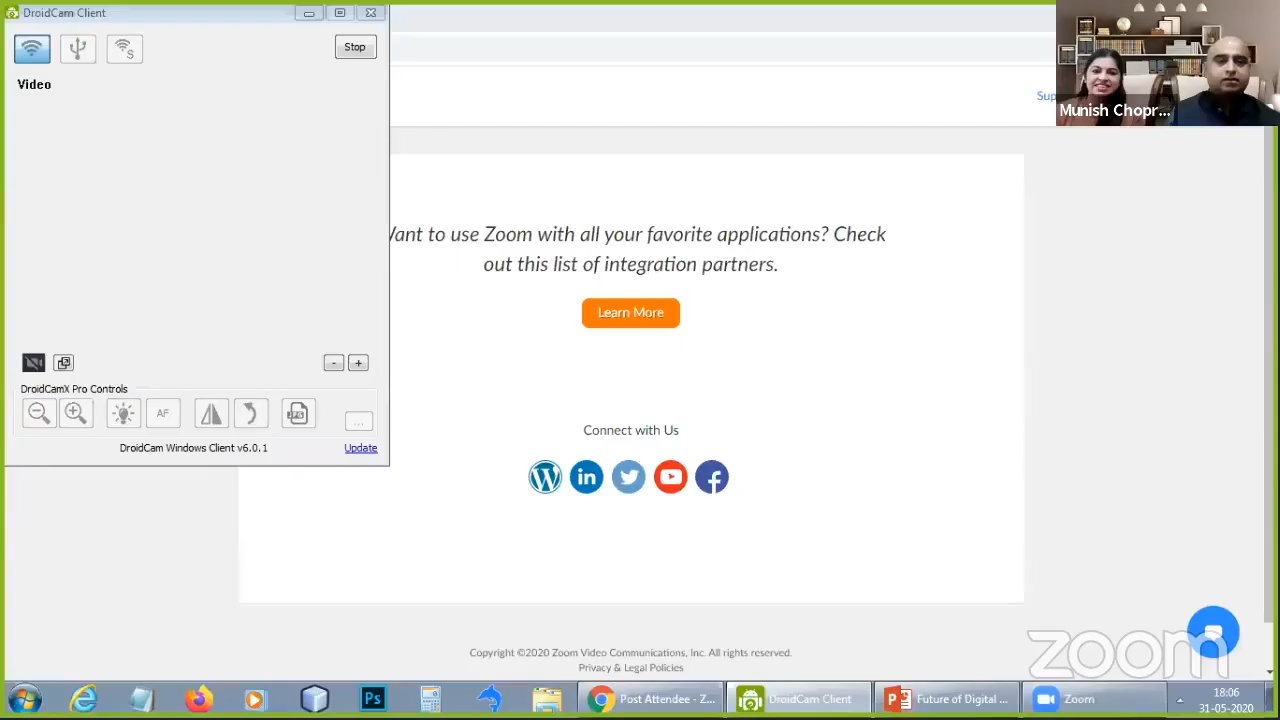 DroidCam Client
Stop
S
Video
DroidCamX Pro Controls
AF
JPG
...
DroidCam Windows Client v6.0.1
Update
Munish Chopr...
Want to use Zoom with all your favorite applications? Check
out this list of integration partners.
Learn More
Connect with Us
Copyright ©2020 Zoom Video Communications, Inc. All rights reserved.
Privacy & Legal Policies
zoom
Ps
Post Attendee - Z...
DroidCam Client
Future of Digital ...
Zoom
18:06
31-05-2020